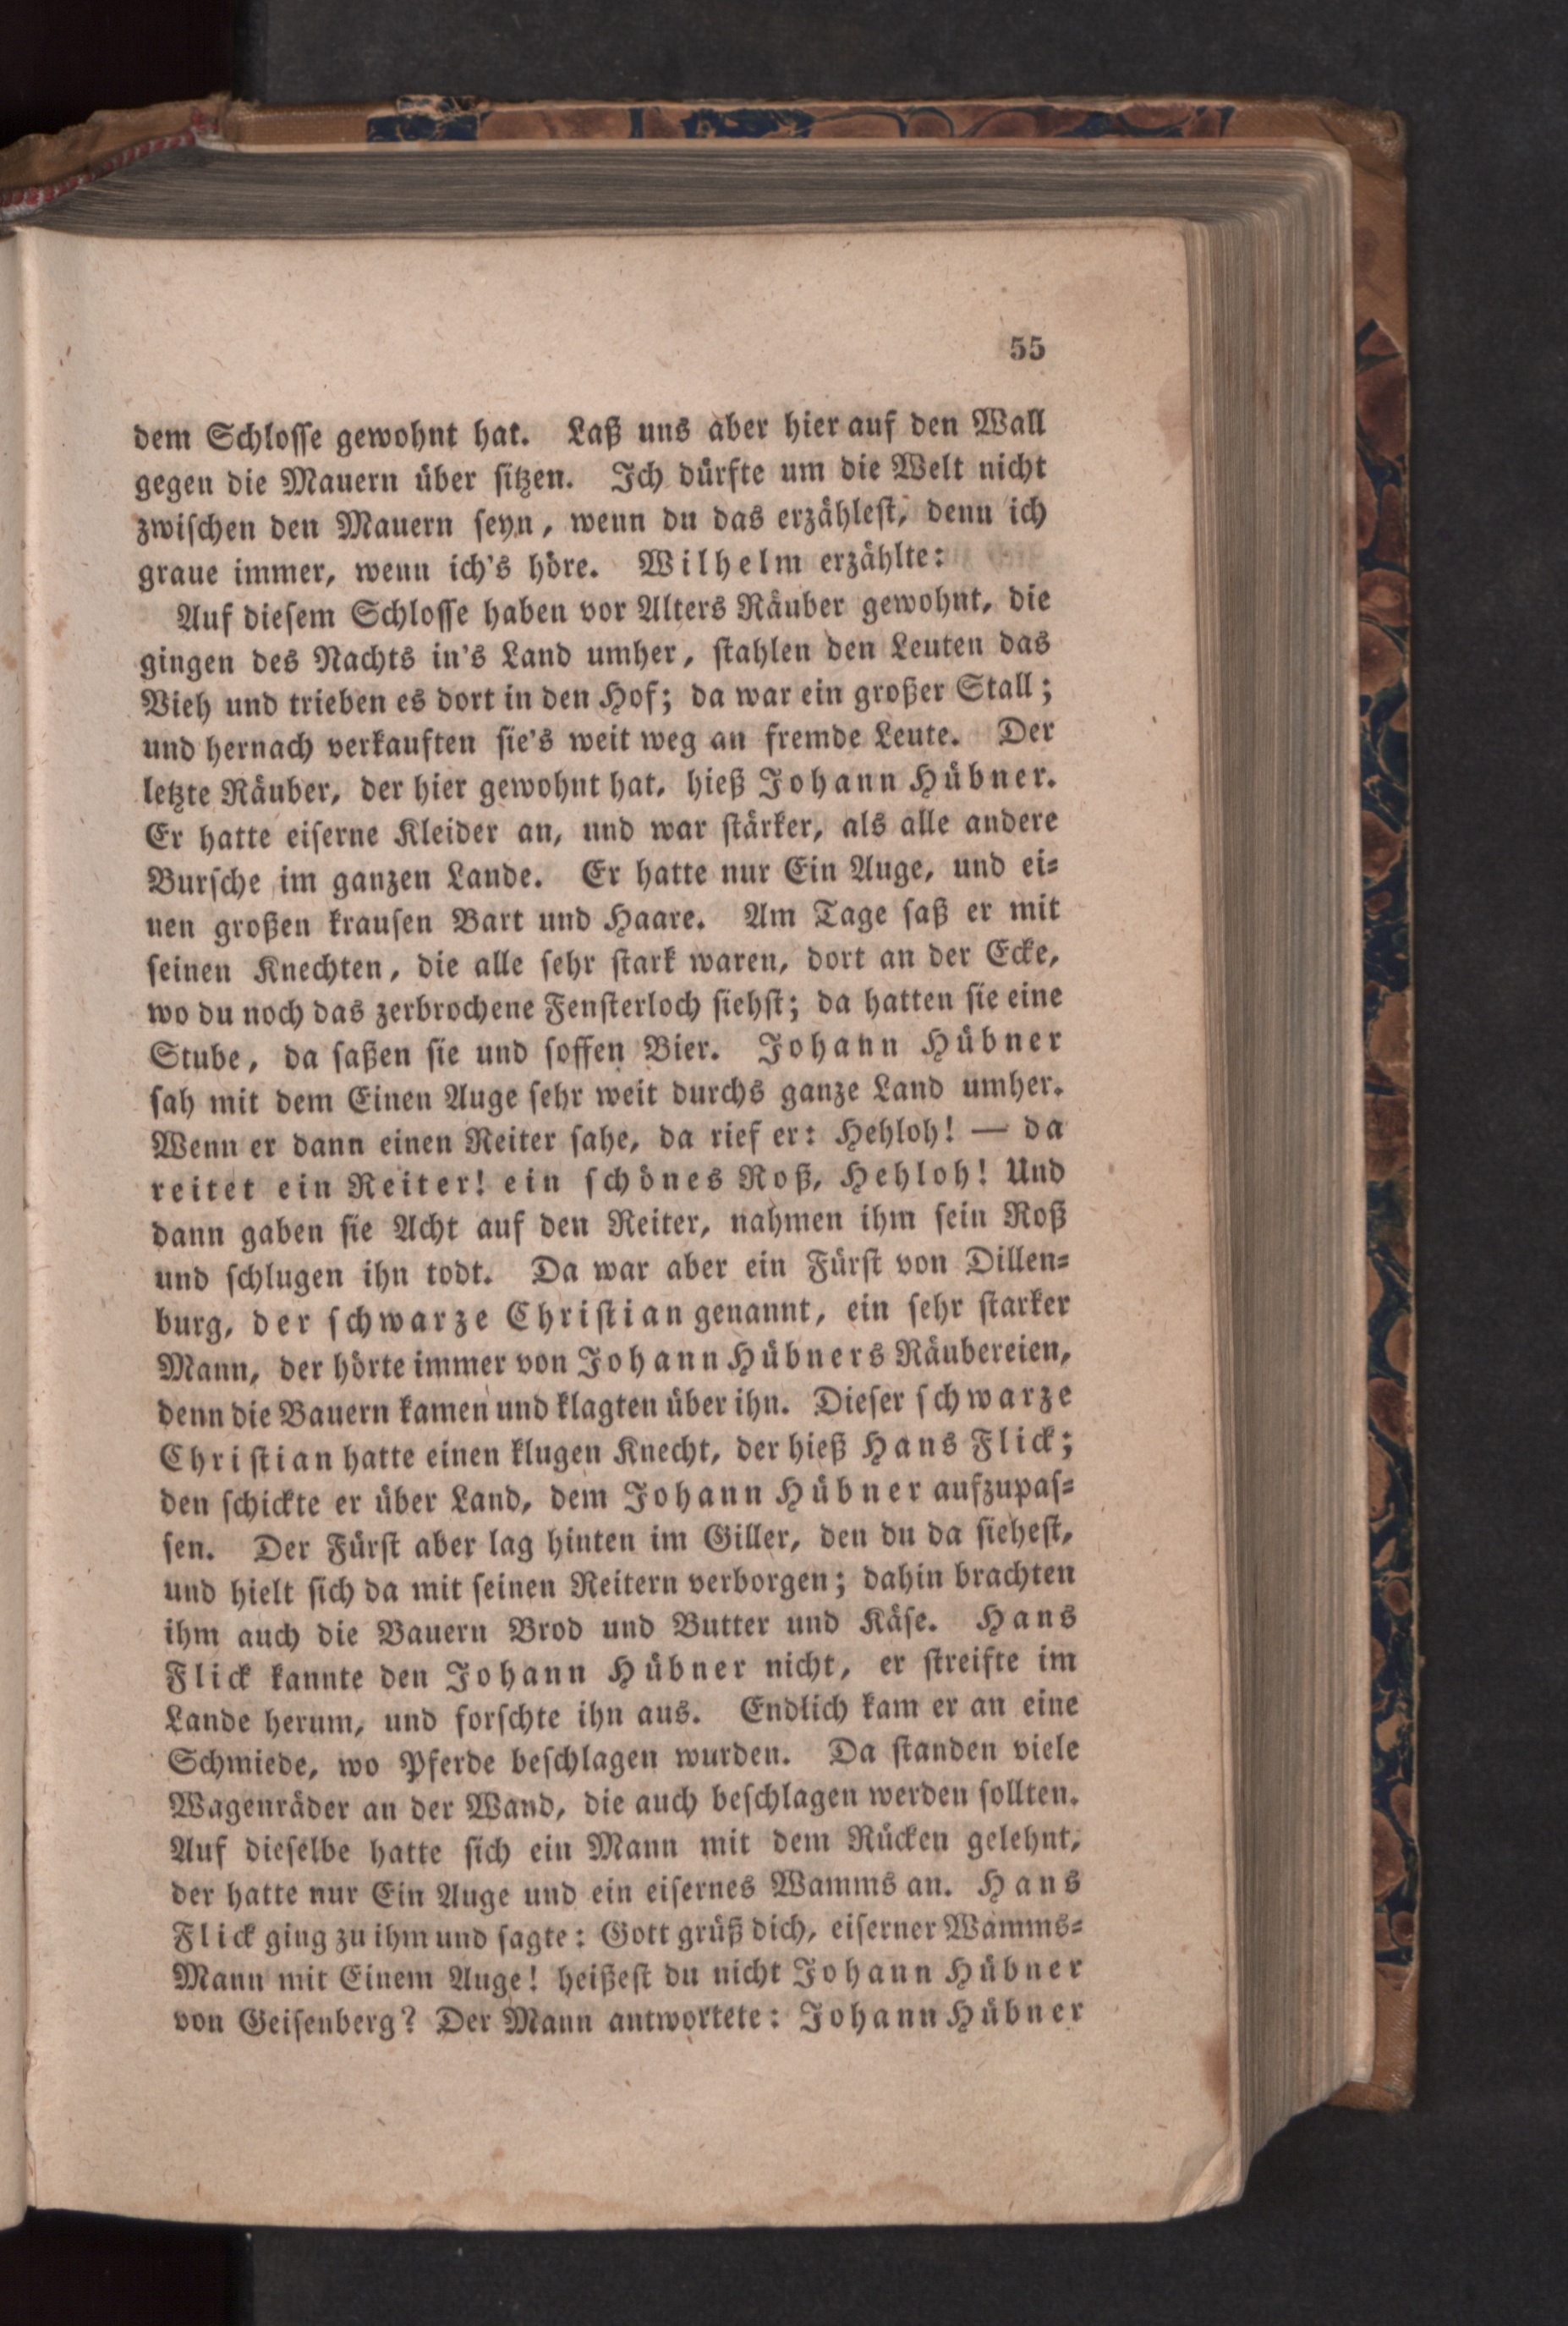 55
dem Schlosse gewohnt hat. Laß uns aber hier auf den Wall
gegen die Mauern über sitzen. Ich dürfte um die Welt nicht
zwischen den Mauern seyn, wenn du das erzählest, denn ich
graue immer, wenn ich's höre. Wilhelm erzählte:
Auf diesem Schlosse haben vor Alters Räuber gewohnt, die
gingen des Nachts in's Land umher, stahlen den Leuten das
Vieh und trieben es dort in den Hof; da war ein großer Stall;
und hernach verkauften sie's weit weg an fremde Leute. Der
letzte Räuber, der hier gewohnt hat, hieß Johann Hübner.
Er hatte eiserne Kleider an, und war stärker, als alle andere
Bursche im ganzen Lande. Er hatte nur Ein Auge, und ei-
nen großen krausen Bart und Haare. Am Tage saß er mit
seinen Knechten, die alle sehr stark waren, dort an der Ecke,
wo du noch das zerbrochene Fensterloch siehst; da hatten sie eine
Stube, da saßen sie und soffen Bier. Johann Hübner
sah mit dem Einen Auge sehr weit durchs ganze Land umher.
Wenn er dann einen Reiter sahe, da rief er: Hehloh! — da
reitet ein Reiter! ein schönes Roß, Hehloh! Und
dann gaben sie Acht auf den Reiter, nahmen ihm sein Roß
und schlugen ihn todt. Da war aber ein Fürst von Dillen-
burg, der schwarze Christian genannt, ein sehr starker
Mann, der hörte immer von Johann Hübners Räubereien,
denn die Bauern kamen und klagten über ihn. Dieser schwarze
Christian hatte einen klugen Knecht, der hieß Hans Flick;
den schickte er über Land, dem Johann Hübner aufzupas-
sen. Der Fürst aber lag hinten im Giller, den du da siehest,
und hielt sich da mit seinen Reitern verborgen; dahin brachten
ihm auch die Bauern Brod und Butter und Käse. Hans
Flick kannte den Johann Hübner nicht, er streifte im
Lande herum, und forschte ihn aus. Endlich kam er an eine
Schmiede, wo Pferde beschlagen wurden. Da standen viele
Wagenräder an der Wand, die auch beschlagen werden sollten.
Auf dieselbe hatte sich ein Mann mit dem Rücken gelehnt,
der hatte nur Ein Auge und ein eisernes Wamms an. Hans
Flick ging zu ihm und sagte: Gott grüß dich, eiserner Wamms-
Mann mit Einem Auge! heißest du nicht Johann Hübner
von Geisenberg? Der Mann antwortete: Johann Hübner